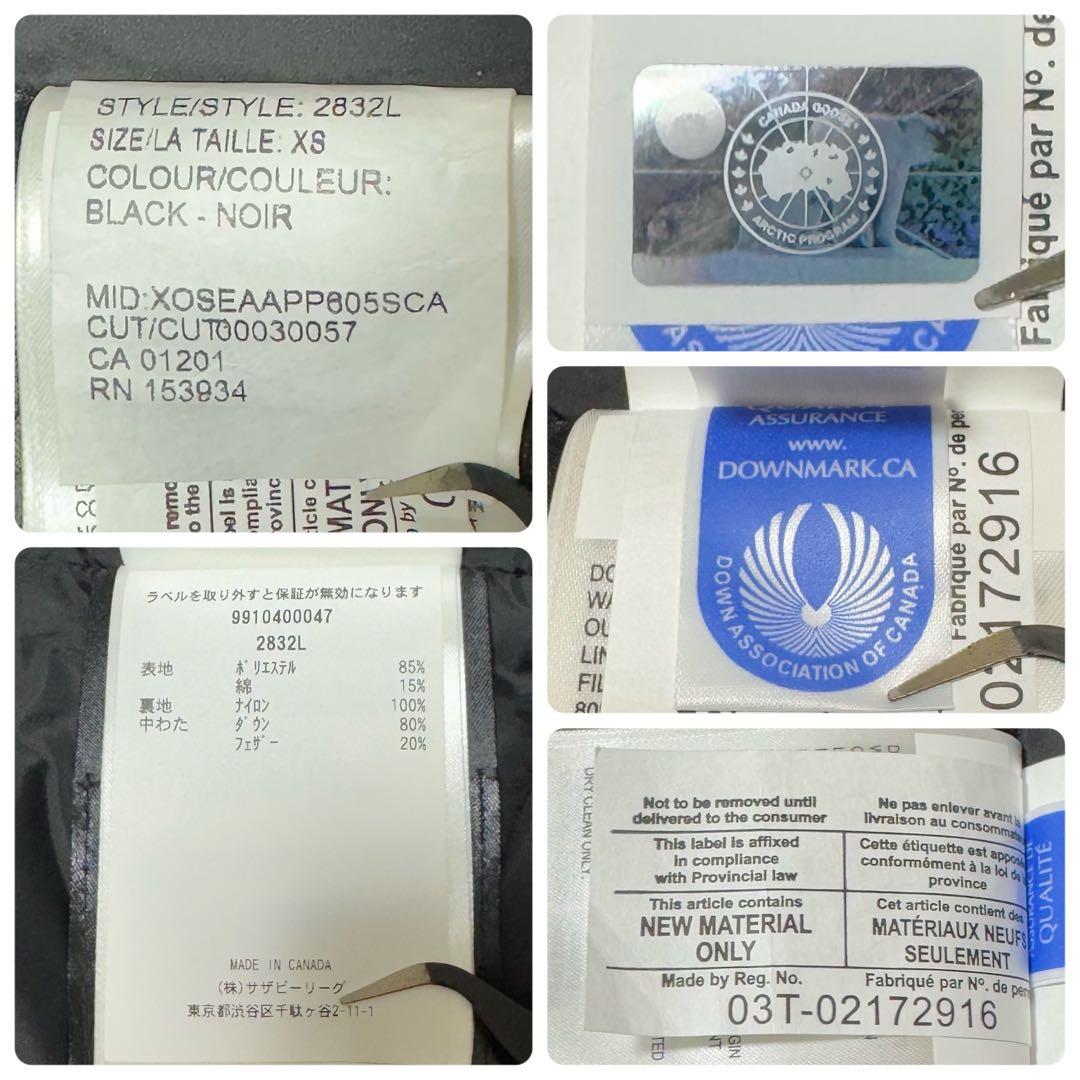 STYLE/STYLE: 2832L
SIZE/LA TAILLE: XS
COLOUR/COULEUR:
BLACK - NOIR
MID:XOSEAAPP605SCA
CUT/CUT00030057
CA 01201
RN 153934
CANADA GOOSE
ARCTIC PROGRAM
Fabriqué par Nº. de
ASSURANCE
www.
DOWNMARK.CA
DOWN ASSOCIATION OF CANADA
Fabriqué par Nº. de per
02172916
ラベルを取り外すと保証が無効になります
9910400047
2832L
表地 ポリエステル 85%
綿 15%
裏地 ナイロン 100%
中わた ダウン 80%
フェザー 20%
MADE IN CANADA
(株)サザビーリーグ
東京都渋谷区千駄ヶ谷2-11-1
DRY CLEAN ONLY
Not to be removed until
delivered to the consumer
Ne pas enlever avant la
livraison au consommateur
This label is affixed
in compliance
with Provincial law
Cette étiquette est apposée
conformément à la loi de la
province
This article contains
NEW MATERIAL
ONLY
Cet article contient des
MATÉRIAUX NEUFS
SEULEMENT
Made by Reg. No.
Fabriqué par Nº. de per
03T-02172916
ASSURANCE DE
QUALITÉ